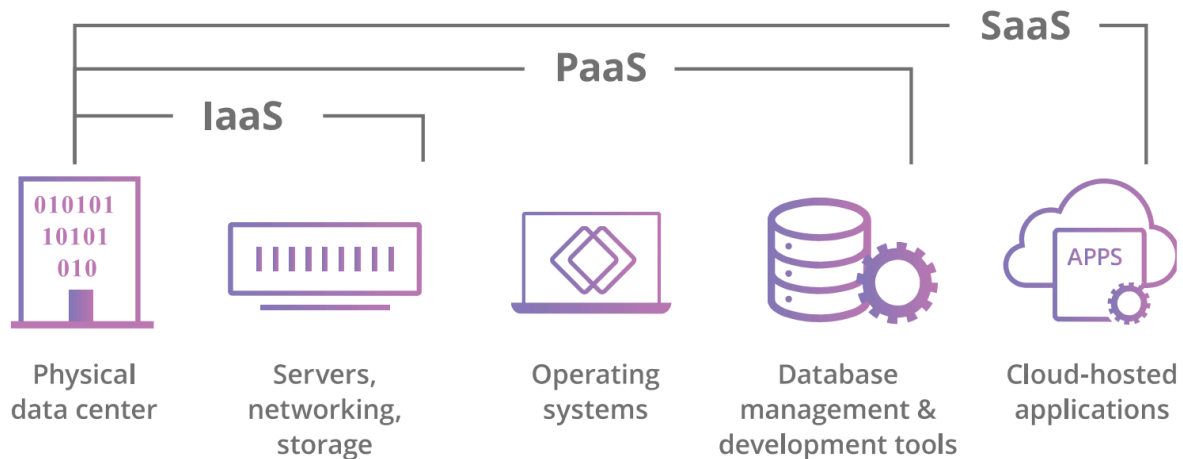 SaaS
PaaS
IaaS
010101
10101
010
APPS
Physical
data center
Servers,
networking,
storage
Operating
systems
Database
management &
development tools
Cloud-hosted
applications